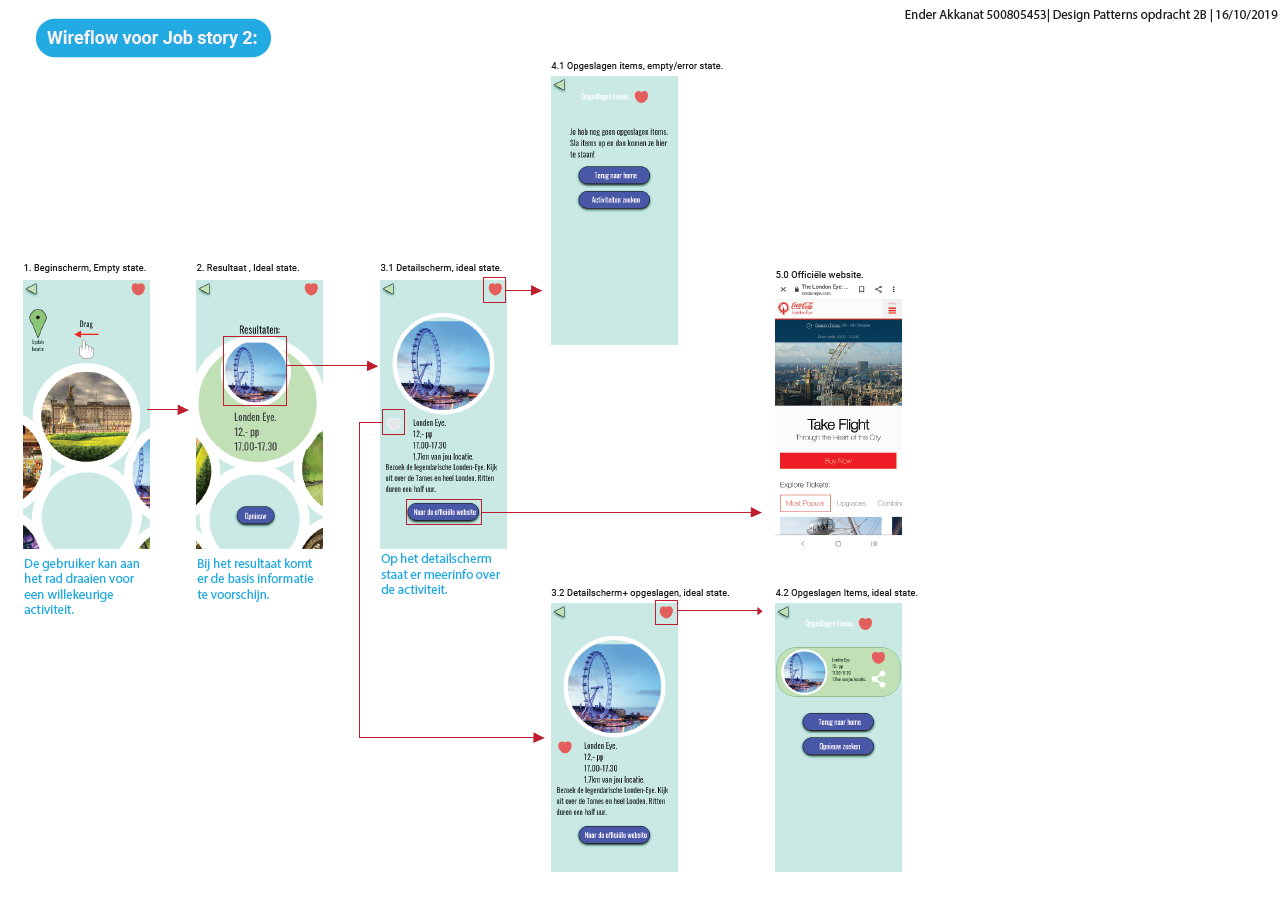 Ender Akkanat 500805453| Design Patterns opdracht 2B | 16/10/2019
Wireflow voor Job story 2:
4.1 Opgeslagen items, empty/error state.
Opgeslagen items.
Je heb nog geen opgeslagen items.
Sla items op en dan komen ze hier
te staan!
Terug naar home
Activiteiten zoeken
1. Beginscherm, Empty state.
Update
locatie
Drag
De gebruiker kan aan
het rad draaien voor
een willekeurige
activiteit.
2. Resultaat , Ideal state.
Resultaten:
Londen Eye.
12,- pp
17.00-17.30
Opnieuw
Bij het resultaat komt
er de basis informatie
te voorschijn.
3.1 Detailscherm, ideal state.
Londen Eye.
12,- pp
17.00-17.30
1.7km van jou locatie.
Bezoek de legendarische Londen-Eye. Kijk
uit over de Tames en heel Londen. Ritten
duren een half uur.
Naar de officiële website
Op het detailscherm
staat er meerinfo over
de activiteit.
5.0 Officiële website.
The London Eye: ...
londoneye.com
Coca-Cola
London Eye
Menu
Take Flight
Through the Heart of the City
Buy Now
Explore Tickets:
Most Popular
Upgrades
Combin
3.2 Detailscherm+ opgeslagen, ideal state.
Londen Eye.
12,- pp
17.00-17.30
1.7km van jou locatie.
Bezoek de legendarische Londen-Eye. Kijk
uit over de Tames en heel Londen. Ritten
duren een half uur.
Naar de officiële website
4.2 Opgeslagen Items, ideal state.
Opgeslagen items.
Londen Eye.
12,- pp
17.00-17.30
1.7km van jou locatie.
Terug naar home
Opnieuw zoeken